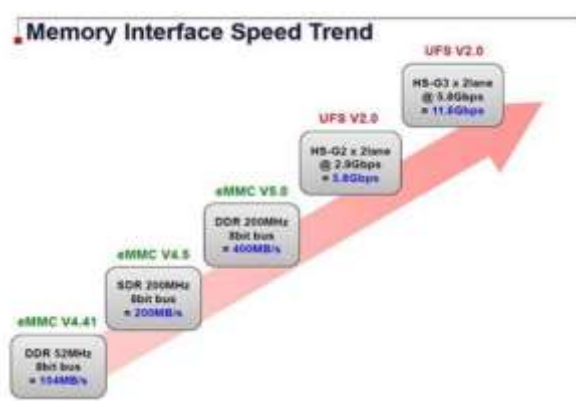 Memory Interface Speed Trend
UFS V2.0
HS-G3 x 2lane
@ 5.8Gbps
= 11.6Gbps
UFS V2.0
HS-G2 x 2lane
@ 2.9Gbps
= 5.8Gbps
eMMC V5.0
DDR 200MHz
8bit bus
= 400MB/s
eMMC V4.5
SDR 200MHz
8bit bus
= 200MB/s
eMMC V4.41
DDR 52MHz
8bit bus
= 104MB/s